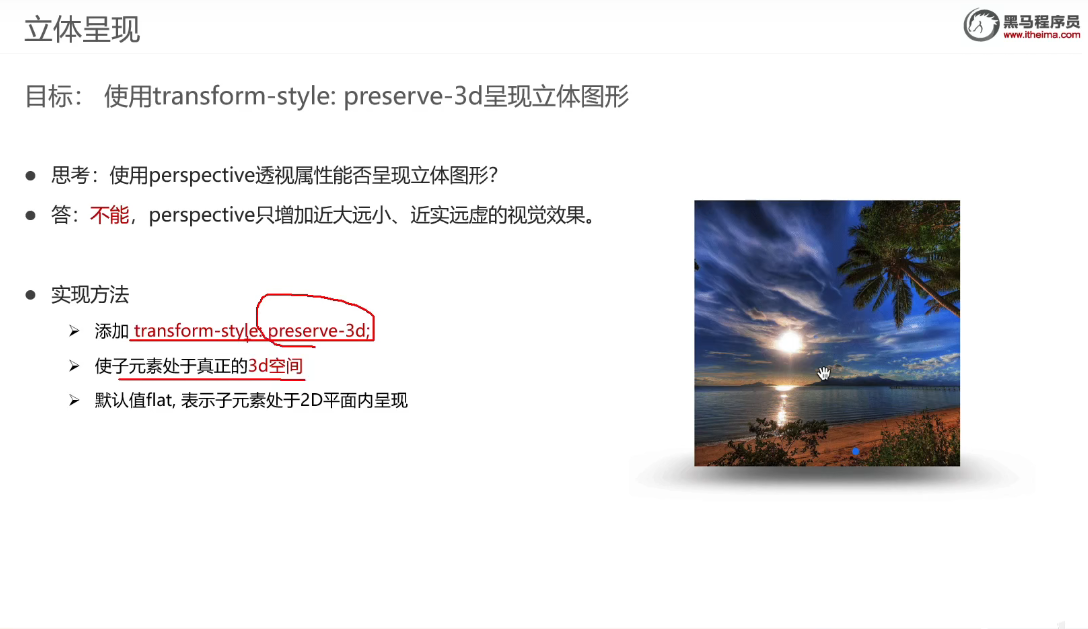 立体呈现
黑马程序员
www.itheima.com
目标： 使用transform-style: preserve-3d呈现立体图形
思考：使用perspective透视属性能否呈现立体图形？
答：不能，perspective只增加近大远小、近实远虚的视觉效果。
实现方法
添加 transform-style: preserve-3d;
使子元素处于真正的3d空间
默认值flat, 表示子元素处于2D平面内呈现